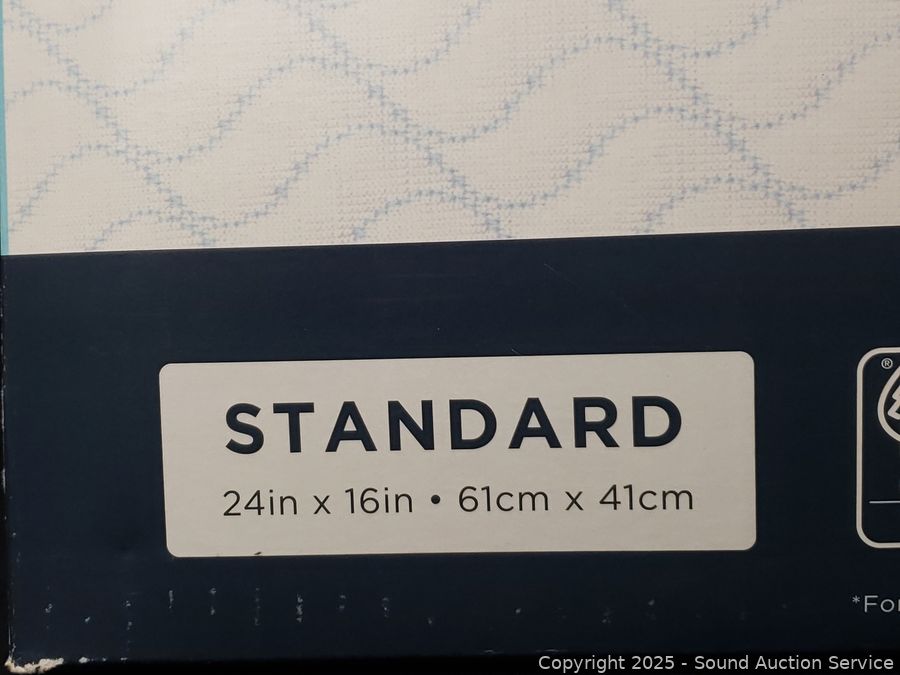 STANDARD
24in x 16in • 61cm x 41cm
®
*For
Copyright 2025 - Sound Auction Service